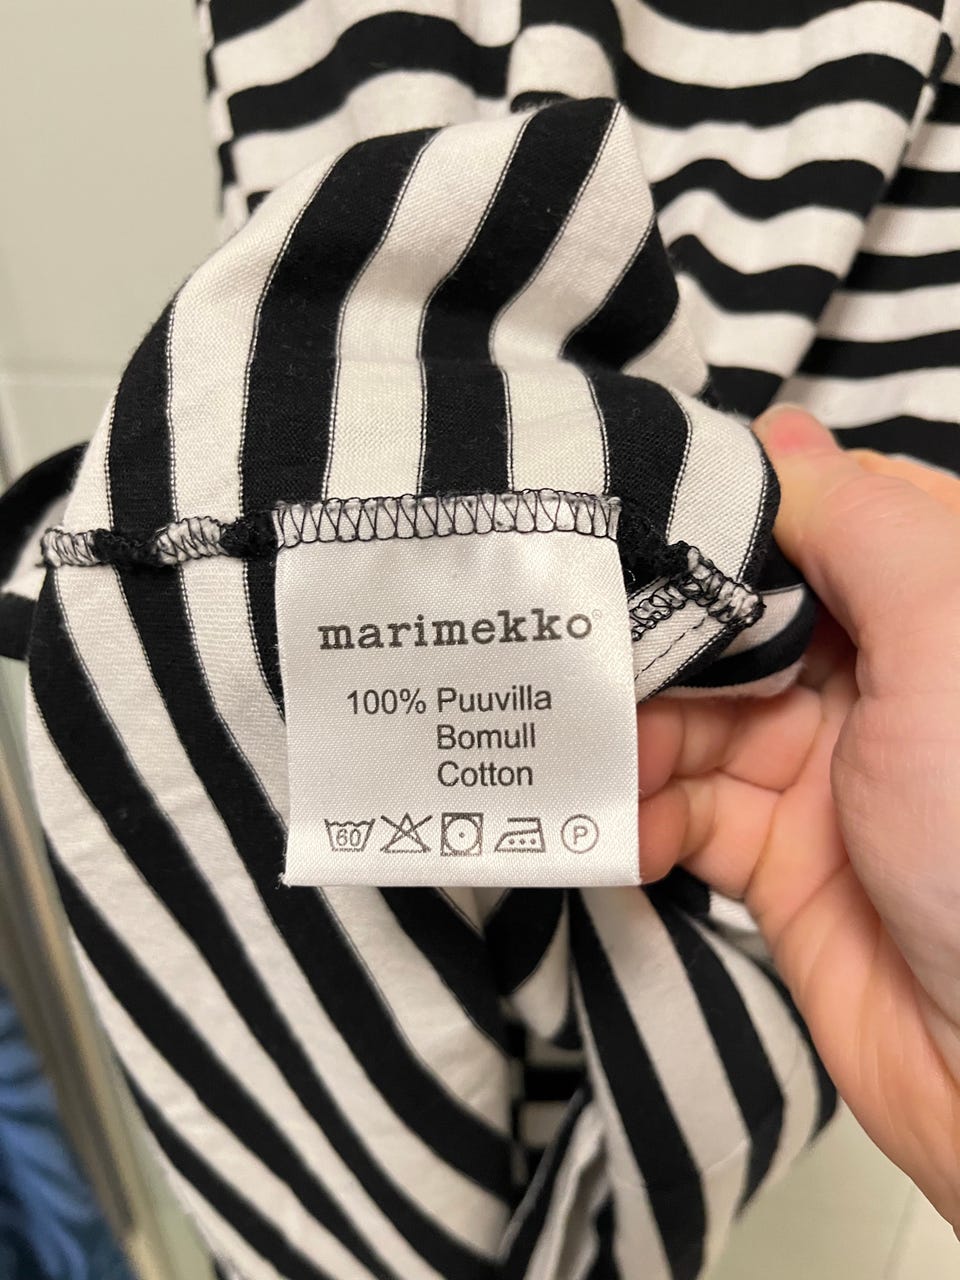 marimekko®
100% Puuvilla
Bomull
Cotton
60 P